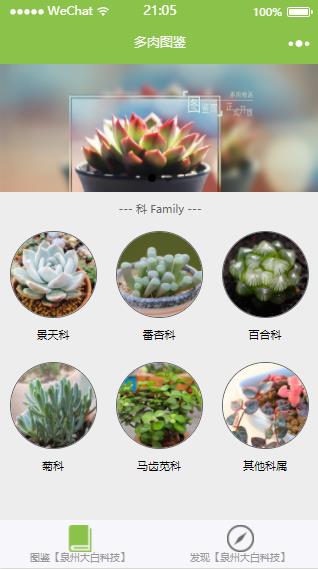 WeChat
21:05
100%
多肉图鉴
--- 科 Family ---
景天科
番杏科
百合科
菊科
马齿苋科
其他科属
图鉴【泉州大白科技】
发现【泉州大白科技】